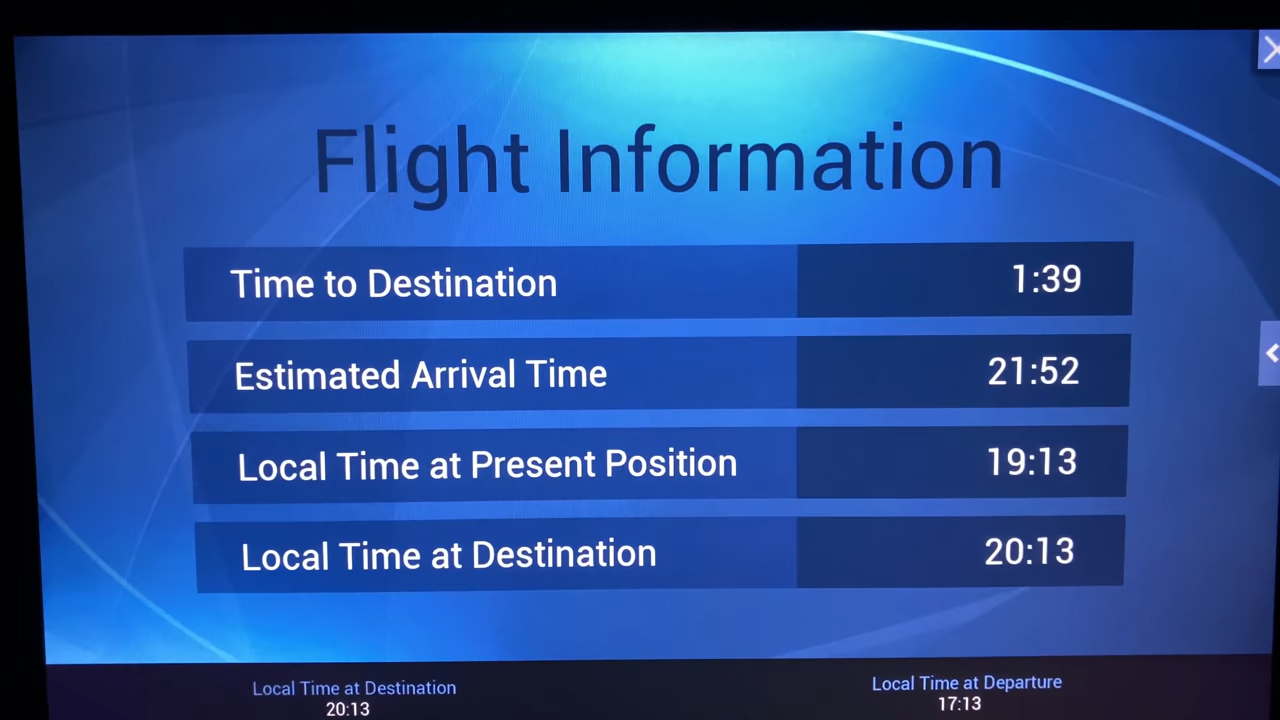 Flight Information
Time to Destination 1:39
Estimated Arrival Time 21:52
Local Time at Present Position 19:13
Local Time at Destination 20:13
Local Time at Destination Local Time at Departure
20:13 17:13